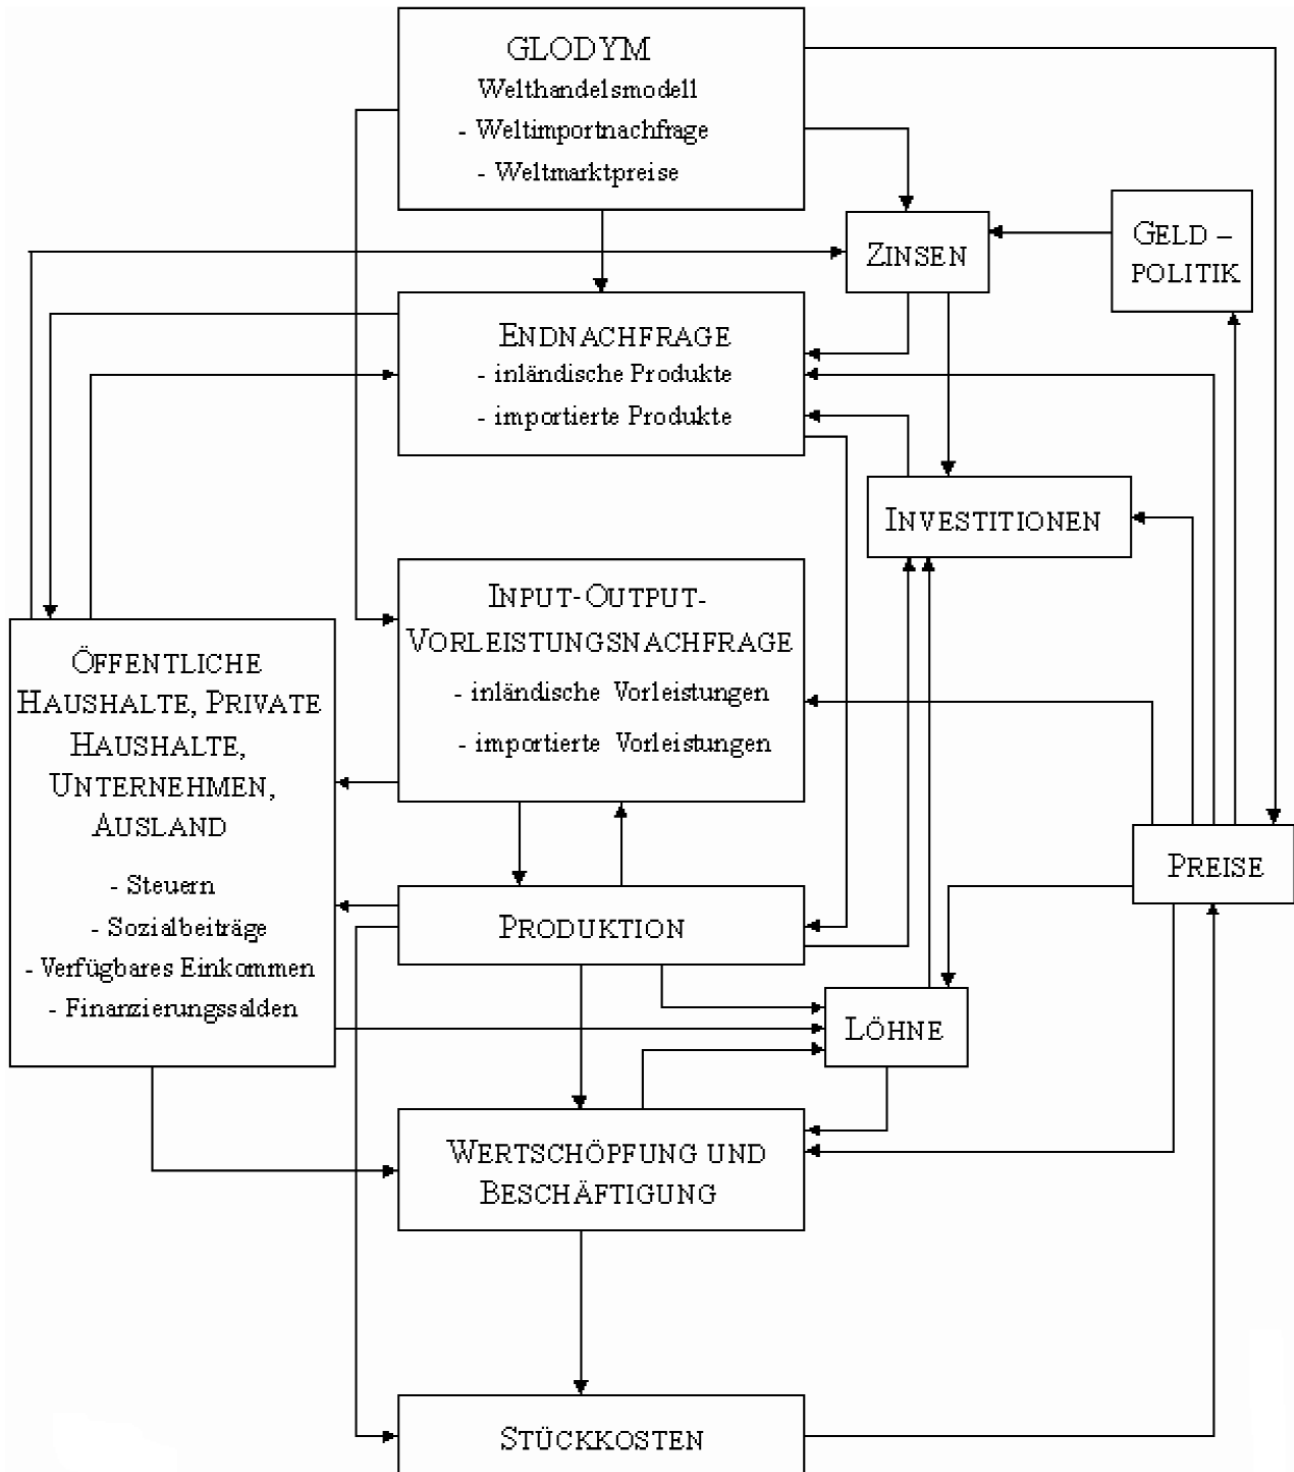 GLODYM
Welthandelsmodell
- Weltimportnachfrage
- Weltmarktpreise
ZINSEN
GELD –
POLITIK
ENDNACHFRAGE
- inländische Produkte
- importierte Produkte
INVESTITIONEN
INPUT-OUTPUT-
VORLEISTUNGSNACHFRAGE
- inländische Vorleistungen
- importierte Vorleistungen
ÖFFENTLICHE
HAUSHALTE, PRIVATE
HAUSHALTE,
UNTERNEHMEN,
AUSLAND
- Steuern
- Sozialbeiträge
- Verfügbares Einkommen
- Finanzierungssalden
PREISE
PRODUKTION
LÖHNE
WERTSCHÖPFUNG UND
BESCHÄFTIGUNG
STÜCKKOSTEN